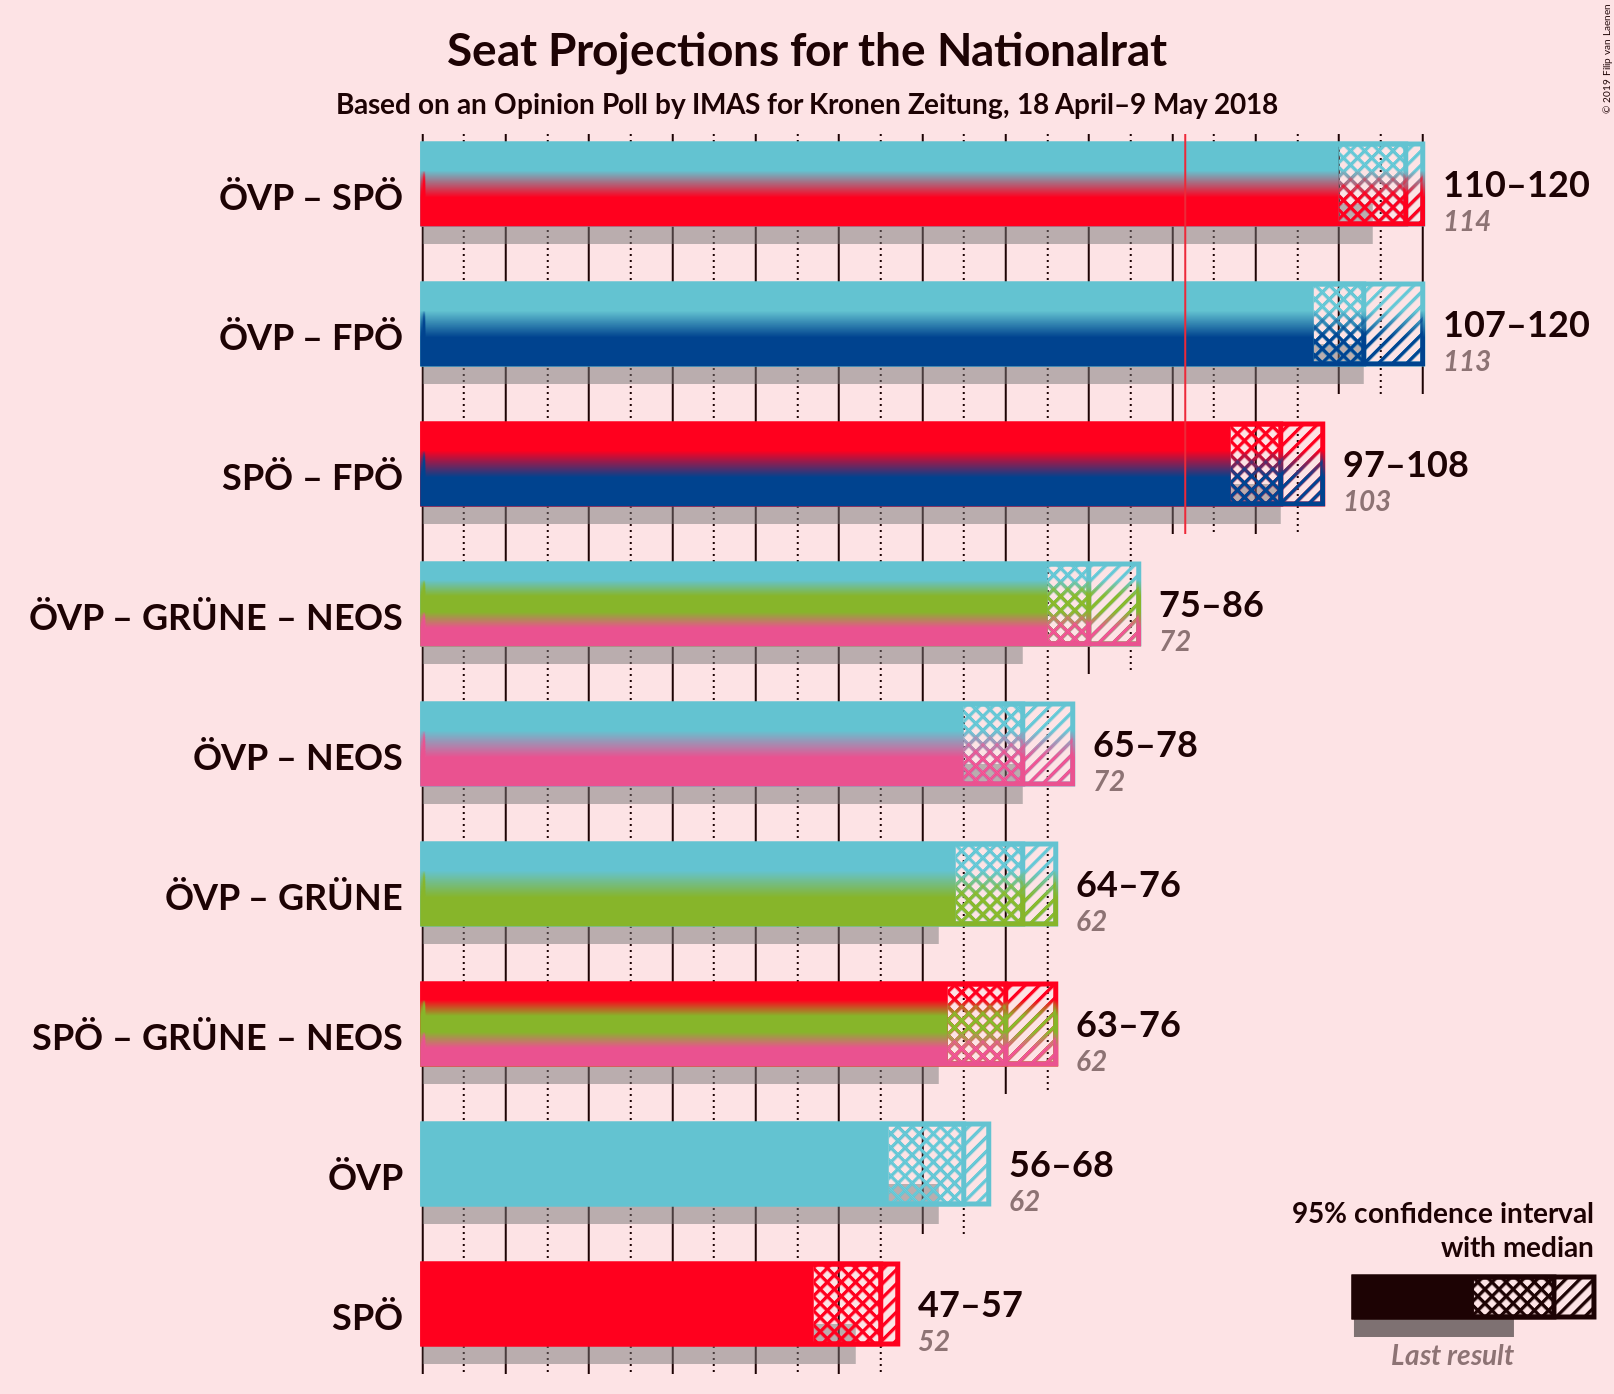 Seat Projections for the Nationalrat
Based on an Opinion Poll by IMAS for Kronen Zeitung, 18 April–9 May 2018
© 2019 Filip van Laenen
ÖVP – SPÖ
110–120
114
ÖVP – FPÖ
107–120
113
SPÖ – FPÖ
97–108
103
ÖVP – GRÜNE – NEOS
75–86
72
ÖVP – NEOS
65–78
72
ÖVP – GRÜNE
64–76
62
SPÖ – GRÜNE – NEOS
63–76
62
ÖVP
56–68
62
SPÖ
47–57
52
95% confidence interval
with median
Last result